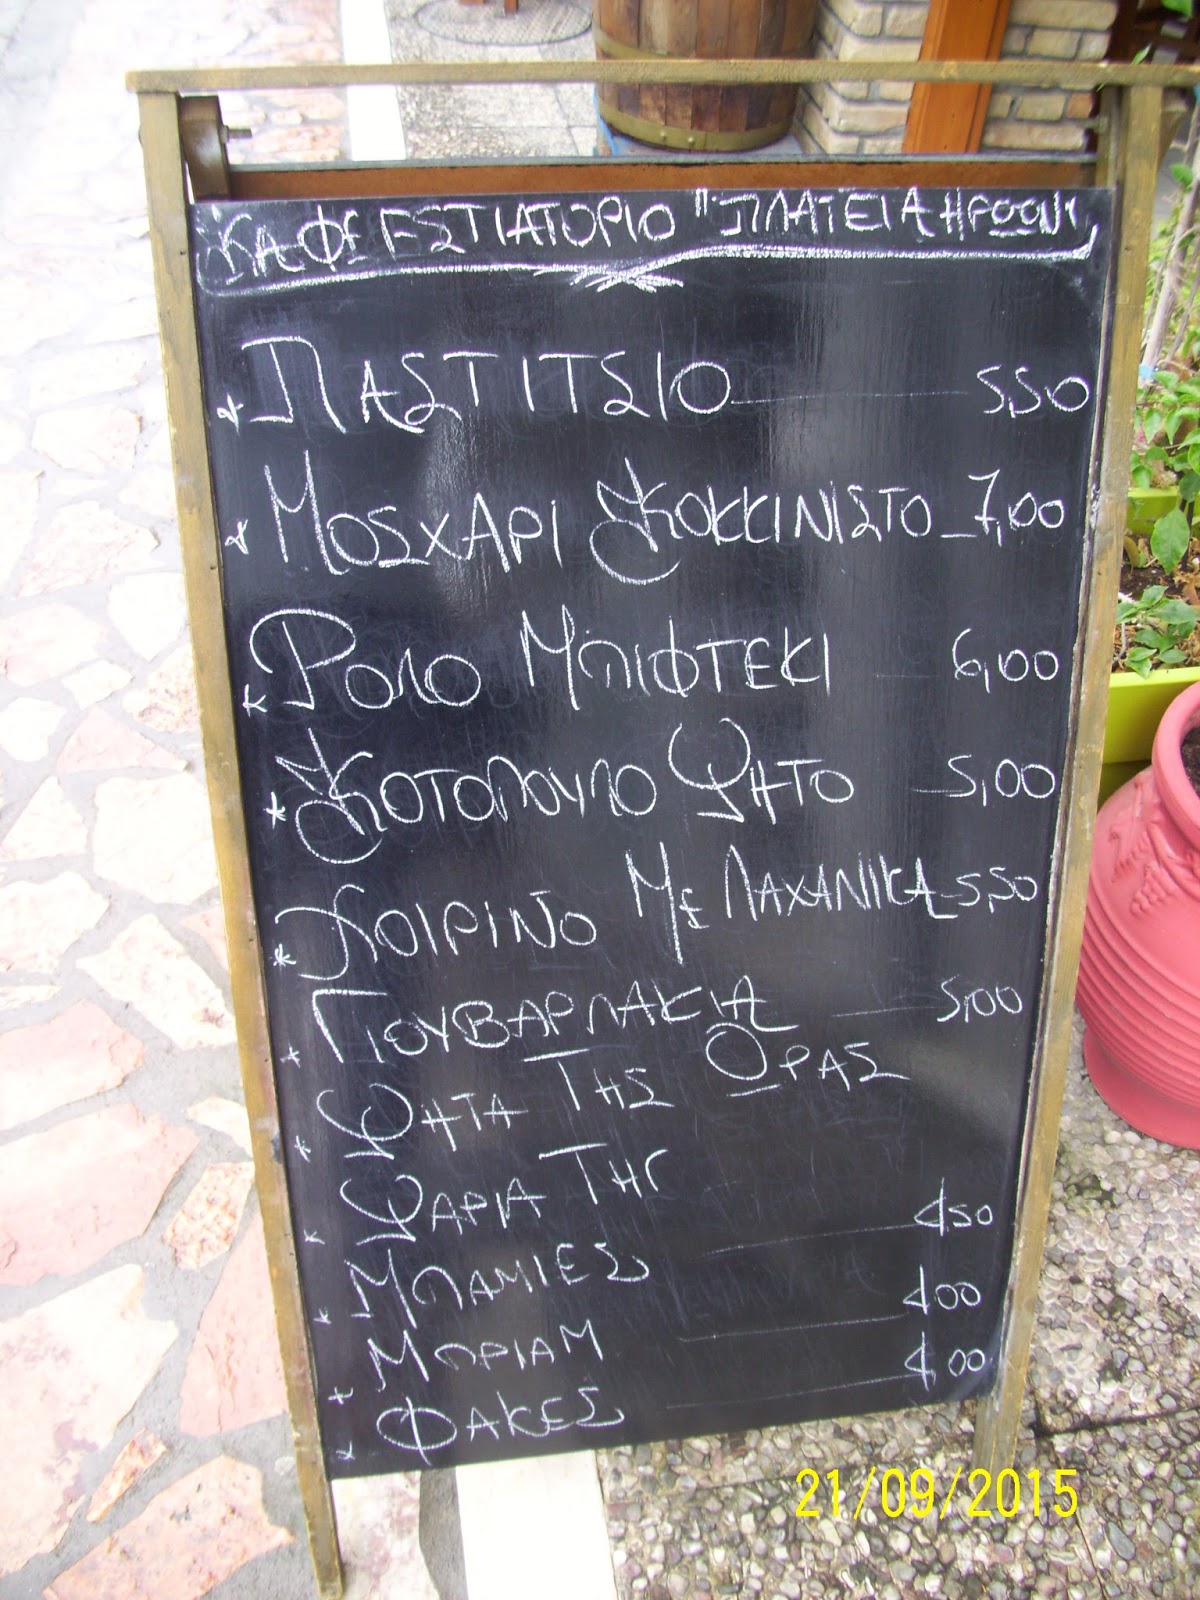 ΚΑΦΕ ΕΣΤΙΑΤΟΡΙΟ "ΠΛΑΤΕΙΑ ΗΡΩΩΝ"
* ΠΑΣΤΙΤΣΙΟ 5,50
* ΜΟΣΧΑΡΙ ΚΟΚΚΙΝΙΣΤΟ 7,00
* ΡΟΛΟ ΜΠΙΦΤΕΚΙ 6,00
* ΚΟΤΟΠΟΥΛΟ ΨΗΤΟ 5,00
* ΧΟΙΡΙΝΟ ΜΕ ΛΑΧΑΝΙΚΑ 5,50
* ΓΙΟΥΒΑΡΛΑΚΙΑ 5,00
* ΨΗΤΑ ΤΗΣ ΩΡΑΣ
* ΨΑΡΙΑ ΤΗΓ
* ΜΠΑΜΙΕΣ 4,50
* ΜΠΡΙΑΜ 4,00
* ΦΑΚΕΣ 4,00
21/09/2015